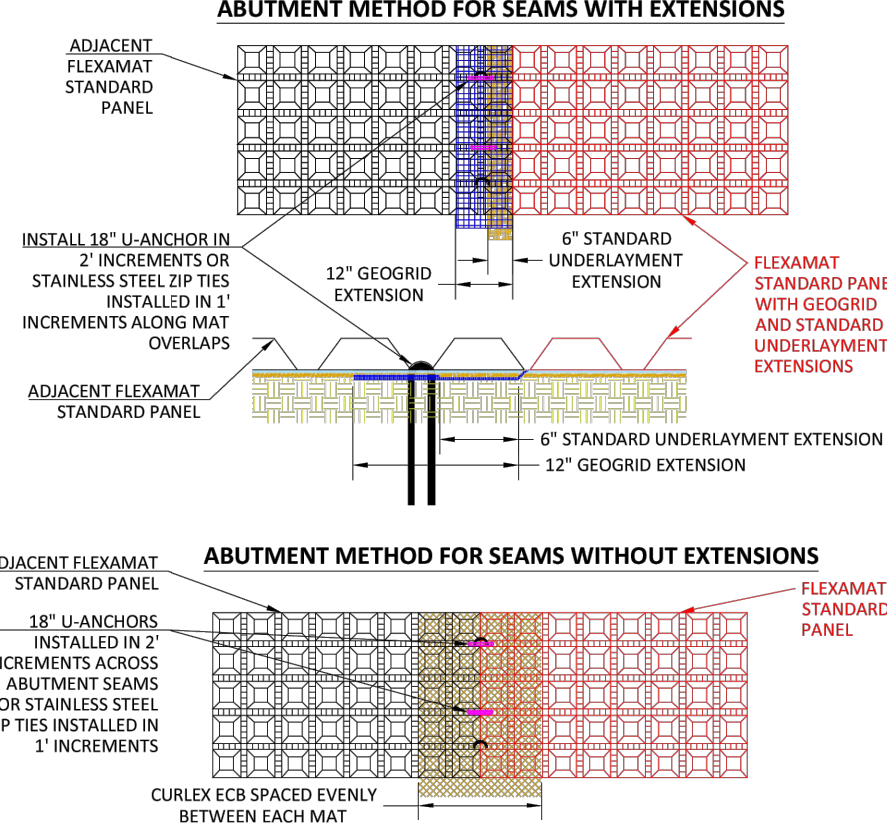 ABUTMENT METHOD FOR SEAMS WITH EXTENSIONS
ADJACENT
FLEXAMAT
STANDARD
PANEL
INSTALL 18" U-ANCHOR IN
2' INCREMENTS OR
STAINLESS STEEL ZIP TIES
INSTALLED IN 1'
INCREMENTS ALONG MAT
OVERLAPS
12" GEOGRID
EXTENSION
6" STANDARD
UNDERLAYMENT
EXTENSION
FLEXAMAT
STANDARD PANE
WITH GEOGRID
AND STANDARD
UNDERLAYMENT
EXTENSIONS
ADJACENT FLEXAMAT
STANDARD PANEL
6" STANDARD UNDERLAYMENT EXTENSION
12" GEOGRID EXTENSION
ABUTMENT METHOD FOR SEAMS WITHOUT EXTENSIONS
DJACENT FLEXAMAT
STANDARD PANEL
18" U-ANCHORS
INSTALLED IN 2'
NCREMENTS ACROSS
ABUTMENT SEAMS
OR STAINLESS STEEL
IP TIES INSTALLED IN
1' INCREMENTS
FLEXAMAT
STANDARD
PANEL
CURLEX ECB SPACED EVENLY
BETWEEN EACH MAT